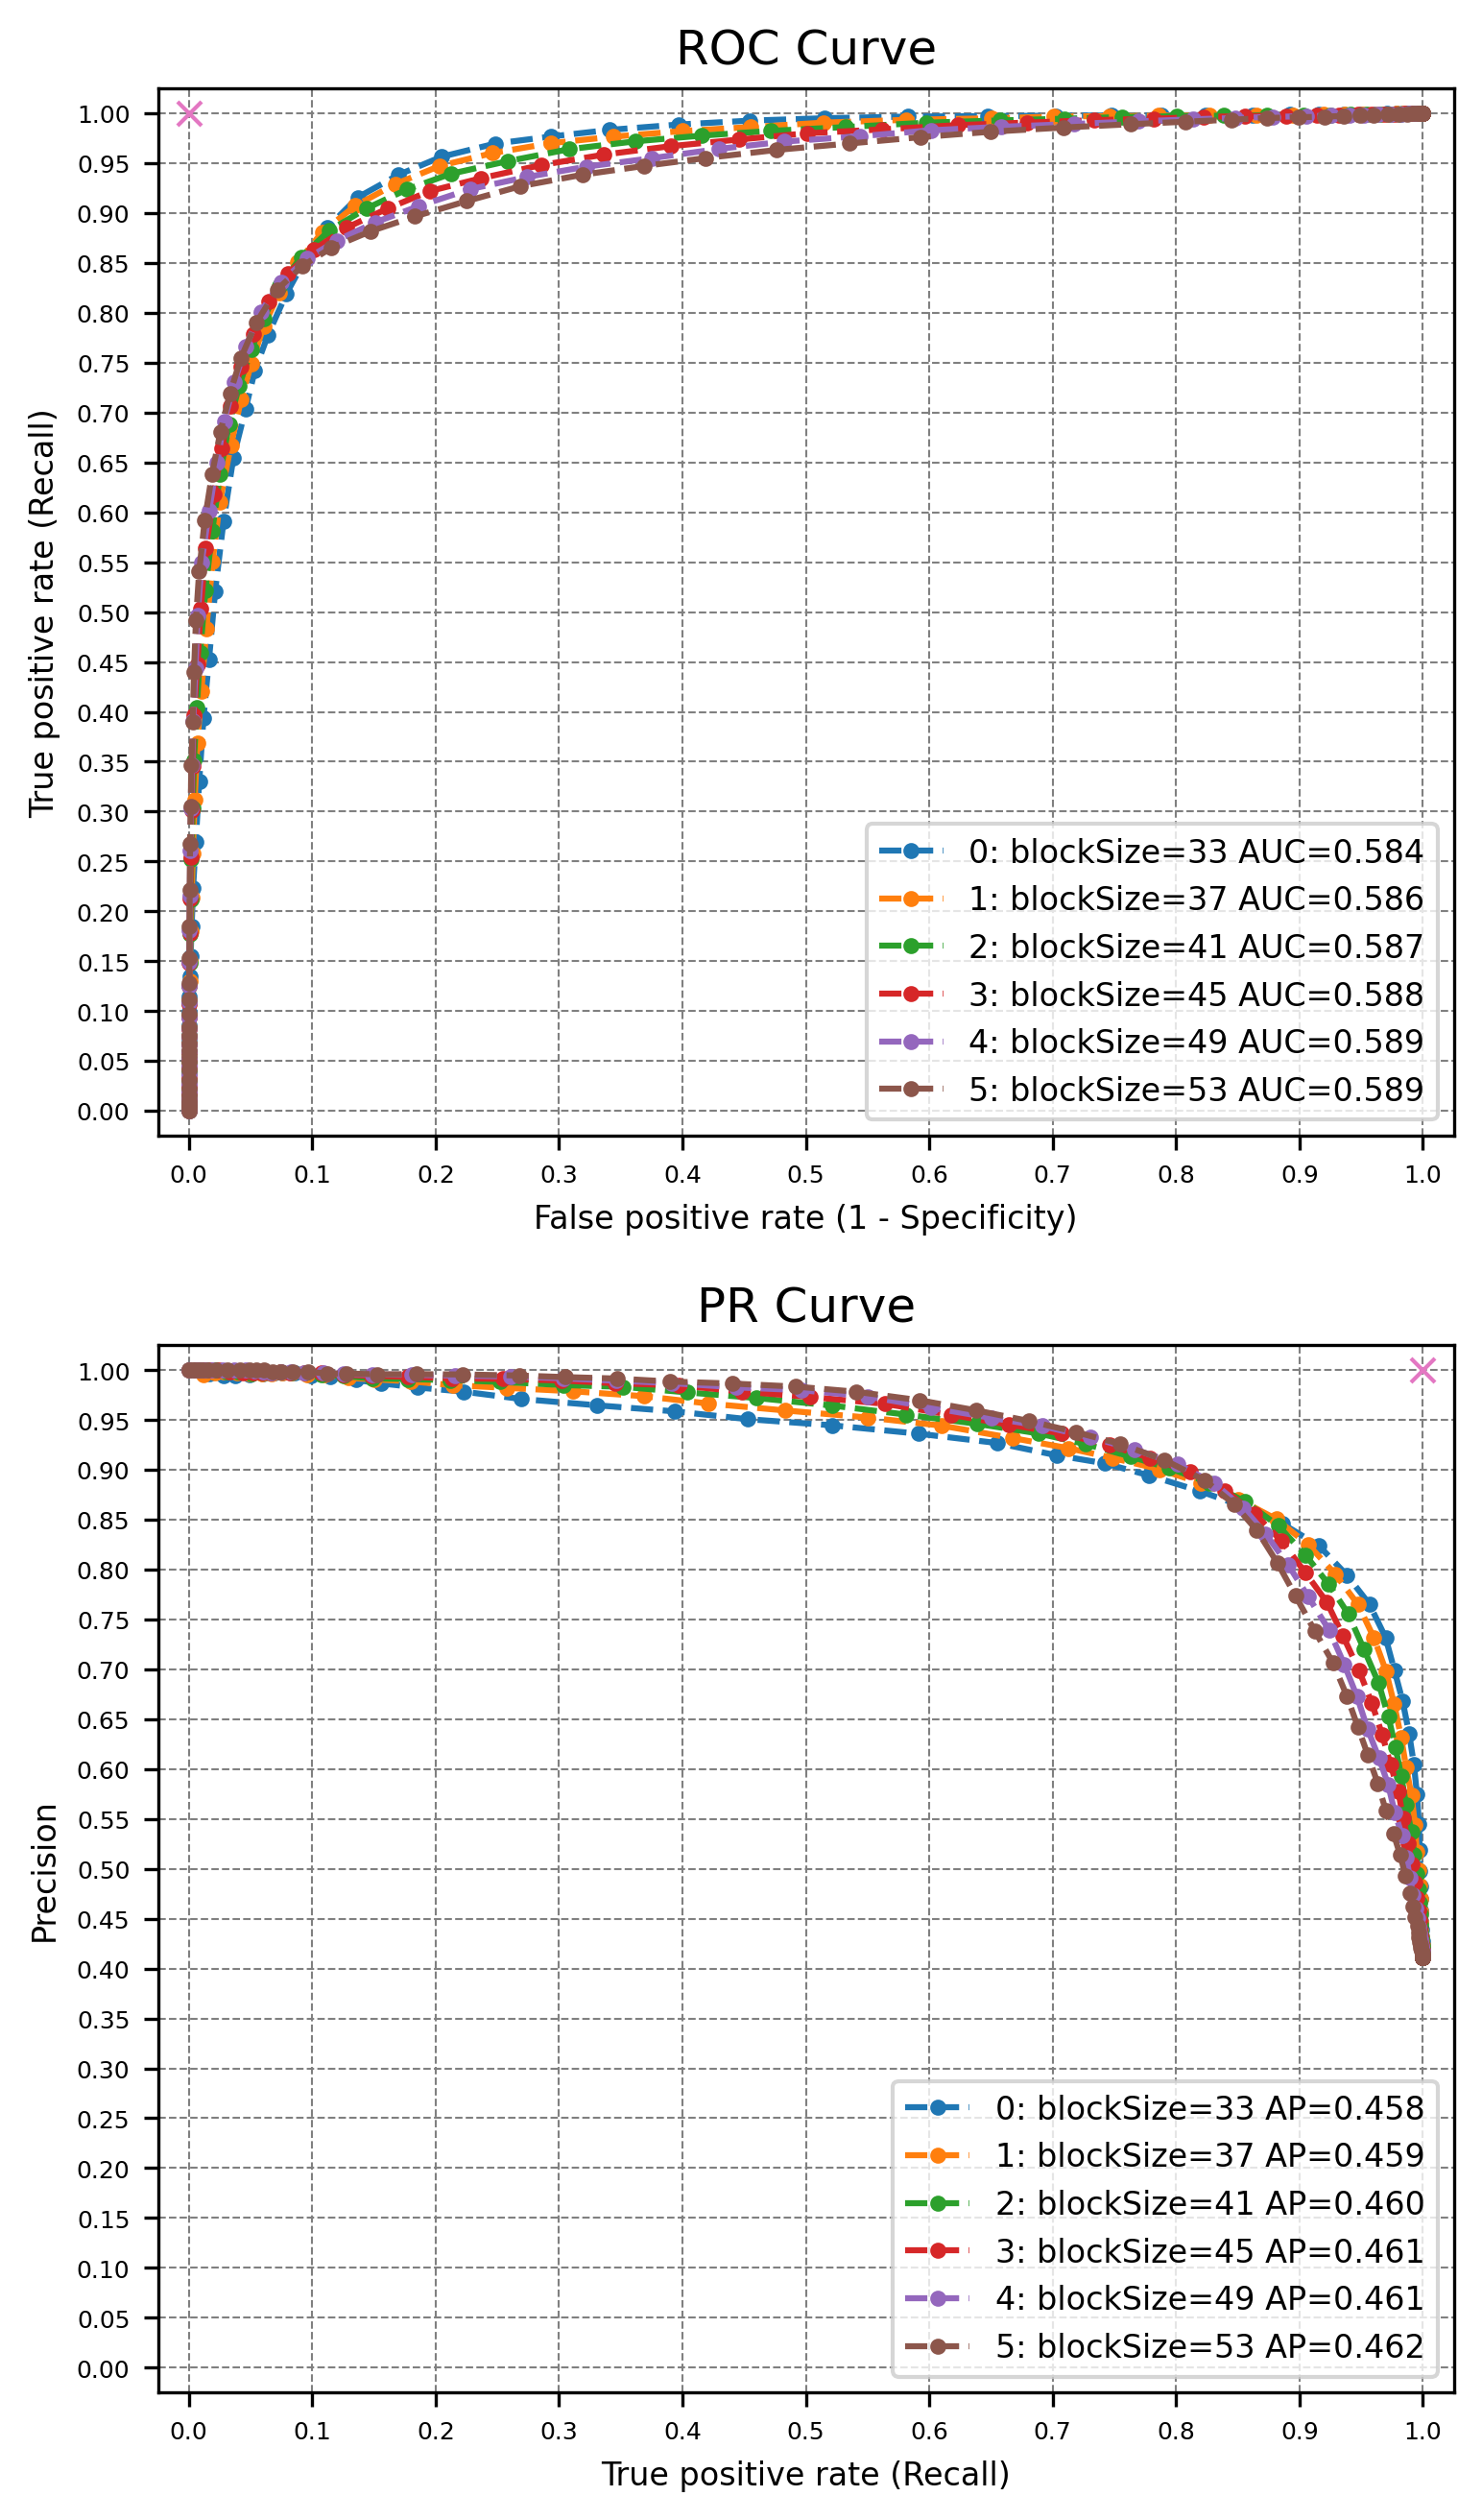 ROC Curve
1.00
0.95
0.90
0.85
0.80
0.75
0.70
0.65
0.60
0.55
0.50
0.45
0.40
0.35
0.30
0.25
0.20
0.15
0.10
0.05
0.00
True positive rate (Recall)
0: blockSize=33 AUC=0.584
1: blockSize=37 AUC=0.586
2: blockSize=41 AUC=0.587
3: blockSize=45 AUC=0.588
4: blockSize=49 AUC=0.589
5: blockSize=53 AUC=0.589
0.0 0.1 0.2 0.3 0.4 0.5 0.6 0.7 0.8 0.9 1.0
False positive rate (1 - Specificity)
PR Curve
1.00
0.95
0.90
0.85
0.80
0.75
0.70
0.65
0.60
0.55
0.50
0.45
0.40
0.35
0.30
0.25
0.20
0.15
0.10
0.05
0.00
Precision
0: blockSize=33 AP=0.458
1: blockSize=37 AP=0.459
2: blockSize=41 AP=0.460
3: blockSize=45 AP=0.461
4: blockSize=49 AP=0.461
5: blockSize=53 AP=0.462
0.0 0.1 0.2 0.3 0.4 0.5 0.6 0.7 0.8 0.9 1.0
True positive rate (Recall)